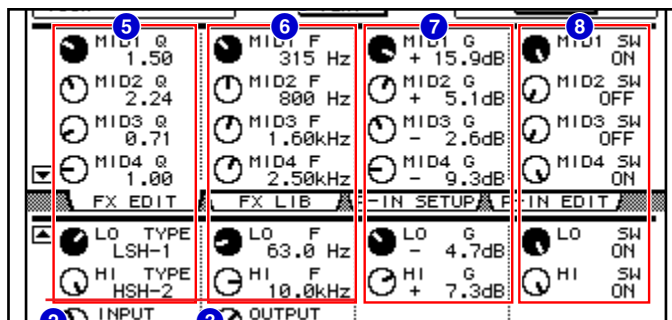 5 6 7 8
MID1 Q MID1 F MID1 G MID1 SW
1.50 315 Hz + 15.9dB ON
MID2 Q MID2 F MID2 G MID2 SW
2.24 800 Hz + 5.1dB OFF
MID3 Q MID3 F MID3 G MID3 SW
0.71 1.60kHz - 2.6dB OFF
MID4 Q MID4 F MID4 G MID4 SW
1.00 2.50kHz - 9.3dB ON
FX EDIT FX LIB -IN SETUP -IN EDIT
LO TYPE LO F LO G LO SW
LSH-1 63.0 Hz - 4.7dB ON
HI TYPE HI F HI G HI SW
HSH-2 10.0kHz + 7.3dB ON
INPUT OUTPUT